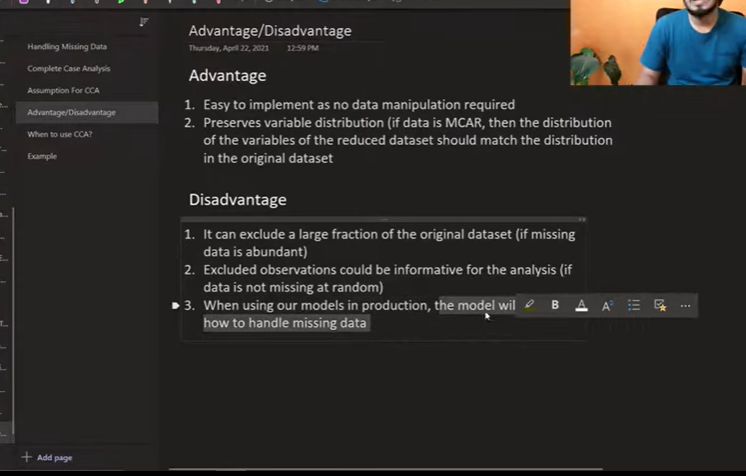 Advantage/Disadvantage
Thursday, April 22, 2021 12:59 PM
Handling Missing Data
Complete Case Analysis
Assumption For CCA
Advantage/Disadvantage
When to use CCA?
Example
Advantage
1. Easy to implement as no data manipulation required
2. Preserves variable distribution (if data is MCAR, then the distribution
of the variables of the reduced dataset should match the distribution
in the original dataset
Disadvantage
1. It can exclude a large fraction of the original dataset (if missing
data is abundant)
2. Excluded observations could be informative for the analysis (if
data is not missing at random)
3. When using our models in production, the model wil
how to handle missing data
B A A
+ Add page